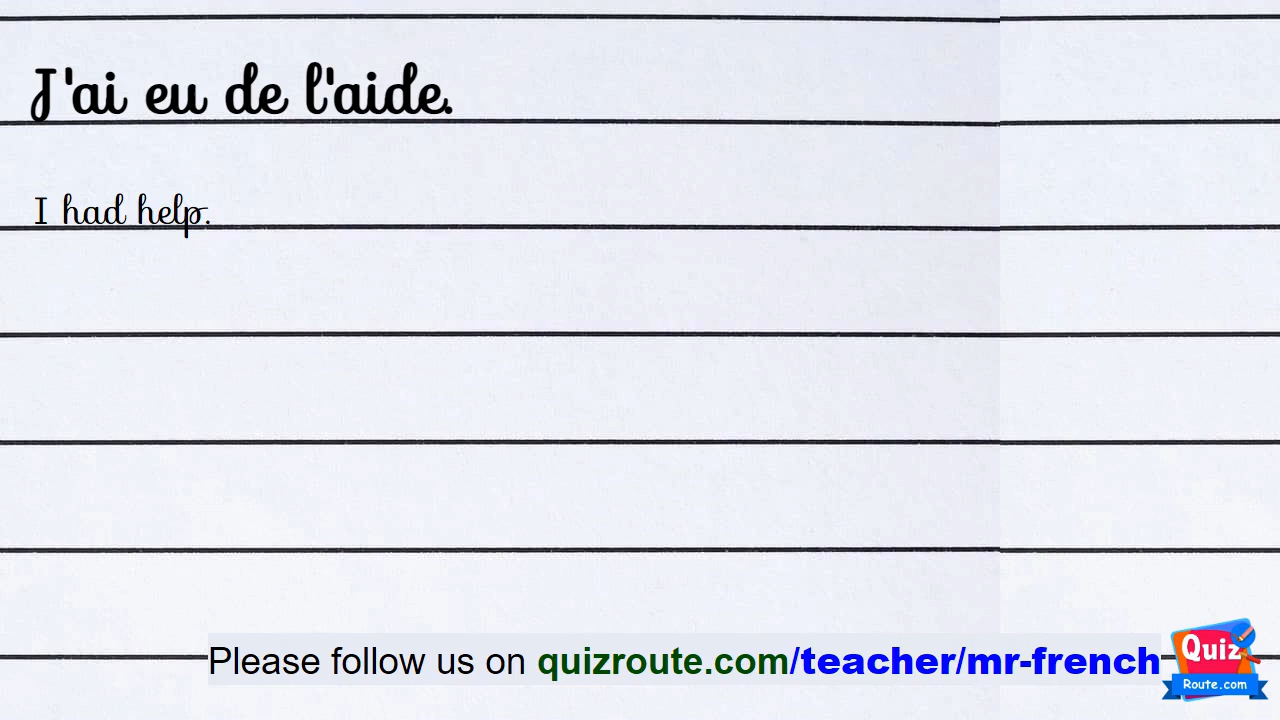 J'ai eu de l'aide.
I had help.
Please follow us on quizroute.com/teacher/mr-french
Quiz
Route.com